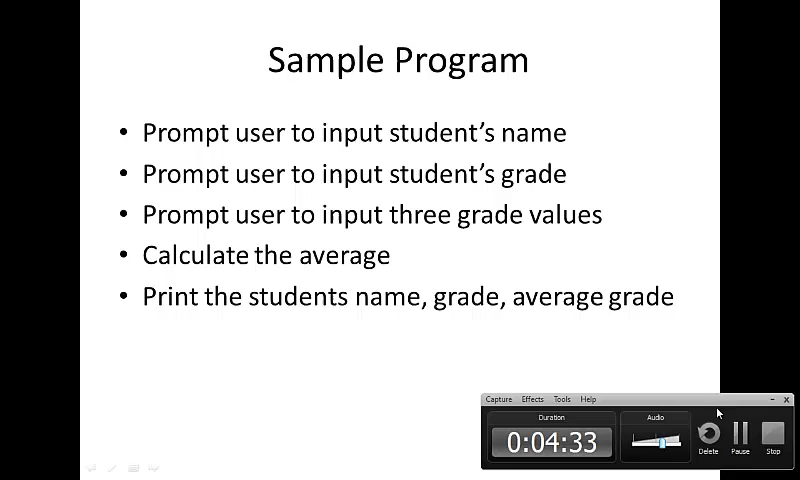 Sample Program
• Prompt user to input student's name
• Prompt user to input student's grade
• Prompt user to input three grade values
• Calculate the average
• Print the students name, grade, average grade
Capture Effects Tools Help
Duration Audio
0:04:33
Delete Pause Stop